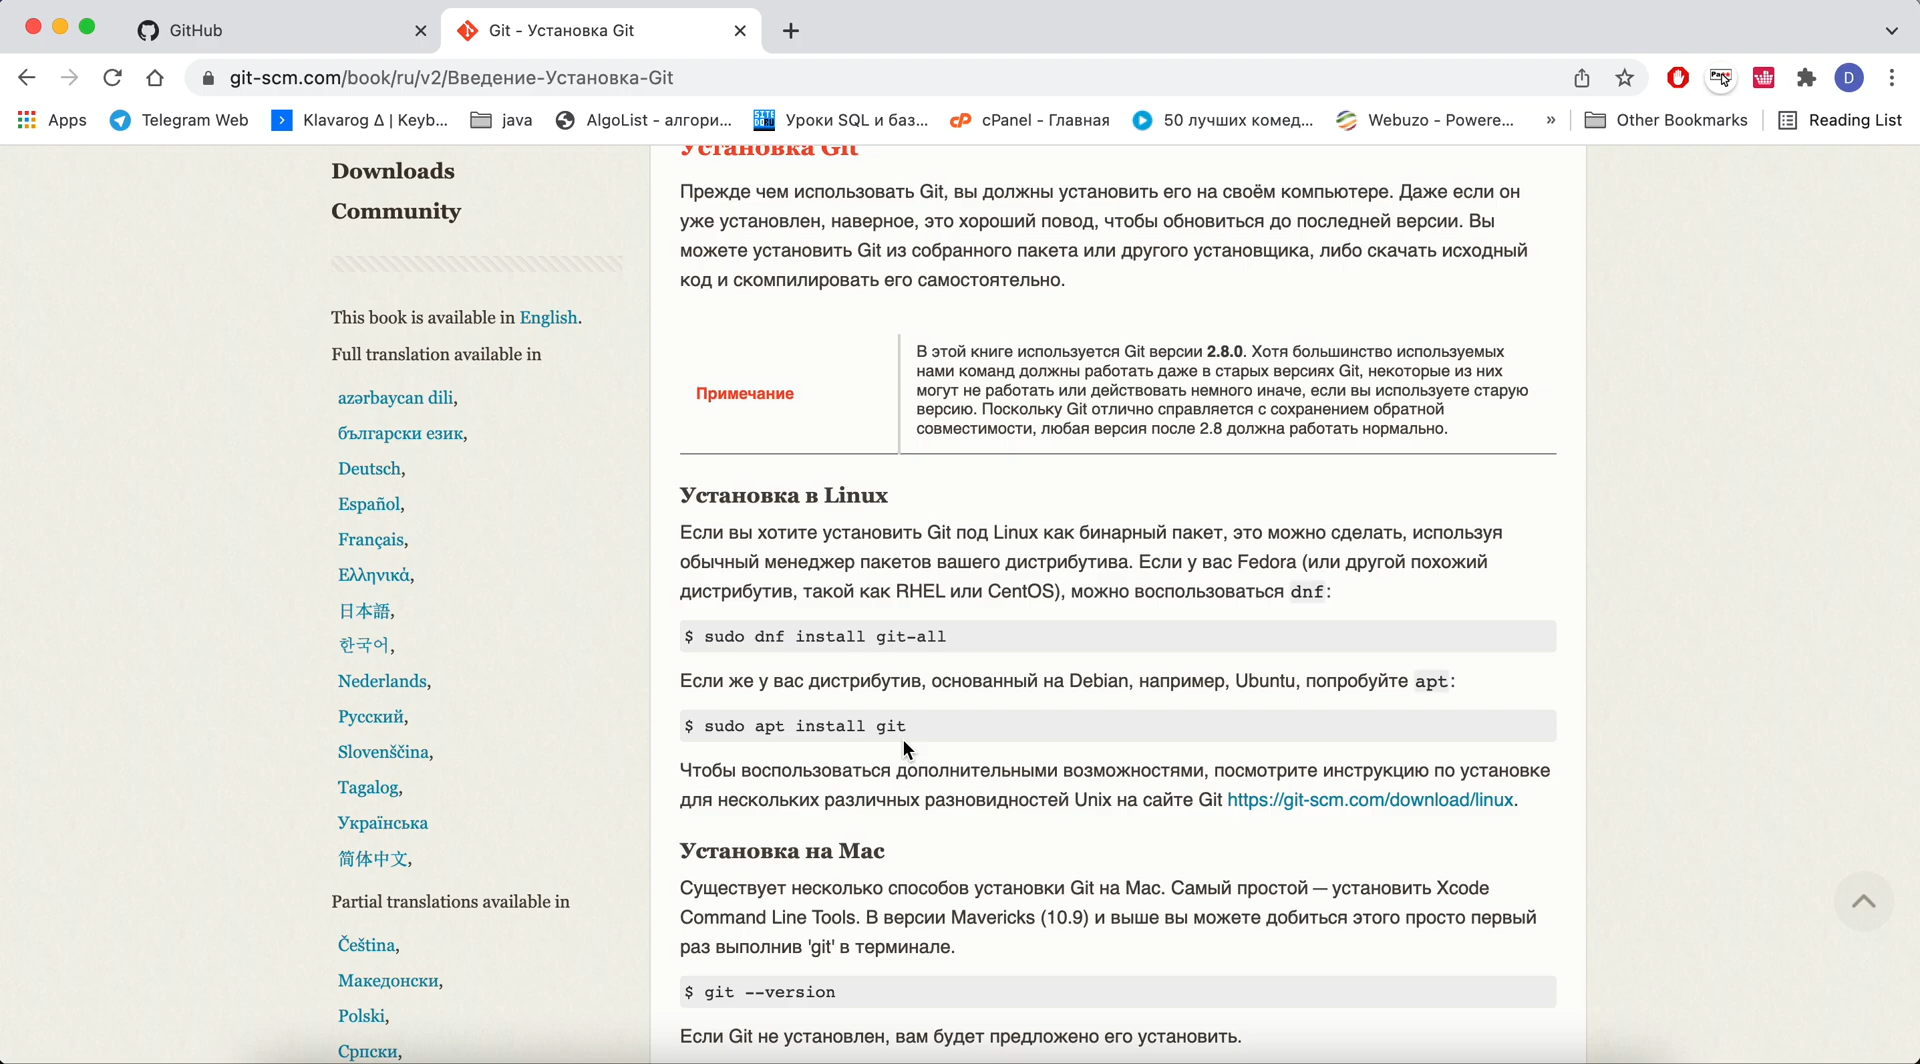 GitHub
Git - Установка Git
git-scm.com/book/ru/v2/Введение-Установка-Git
D
Apps
Telegram Web
Klavarog Δ | Keyb...
java
AlgoList - алгори...
Уроки SQL и баз...
cPanel - Главная
50 лучших комед...
Webuzo - Powere...
»
Other Bookmarks
Reading List
Downloads
Community
This book is available in English.
Full translation available in
azərbaycan dili,
български език,
Deutsch,
Español,
Français,
Ελληνικά,
日本語,
한국어,
Nederlands,
Русский,
Slovenščina,
Tagalog,
Українська
简体中文,
Partial translations available in
Čeština,
Македонски,
Polski,
Српски,
Установка Git
Прежде чем использовать Git, вы должны установить его на своём компьютере. Даже если он
уже установлен, наверное, это хороший повод, чтобы обновиться до последней версии. Вы
можете установить Git из собранного пакета или другого установщика, либо скачать исходный
код и скомпилировать его самостоятельно.
Примечание
В этой книге используется Git версии 2.8.0. Хотя большинство используемых
нами команд должны работать даже в старых версиях Git, некоторые из них
могут не работать или действовать немного иначе, если вы используете старую
версию. Поскольку Git отлично справляется с сохранением обратной
совместимости, любая версия после 2.8 должна работать нормально.
Установка в Linux
Если вы хотите установить Git под Linux как бинарный пакет, это можно сделать, используя
обычный менеджер пакетов вашего дистрибутива. Если у вас Fedora (или другой похожий
дистрибутив, такой как RHEL или CentOS), можно воспользоваться dnf:
$ sudo dnf install git-all
Если же у вас дистрибутив, основанный на Debian, например, Ubuntu, попробуйте apt:
$ sudo apt install git
Чтобы воспользоваться дополнительными возможностями, посмотрите инструкцию по установке
для нескольких различных разновидностей Unix на сайте Git https://git-scm.com/download/linux.
Установка на Mac
Существует несколько способов установки Git на Mac. Самый простой — установить Xcode
Command Line Tools. В версии Mavericks (10.9) и выше вы можете добиться этого просто первый
раз выполнив 'git' в терминале.
$ git --version
Если Git не установлен, вам будет предложено его установить.